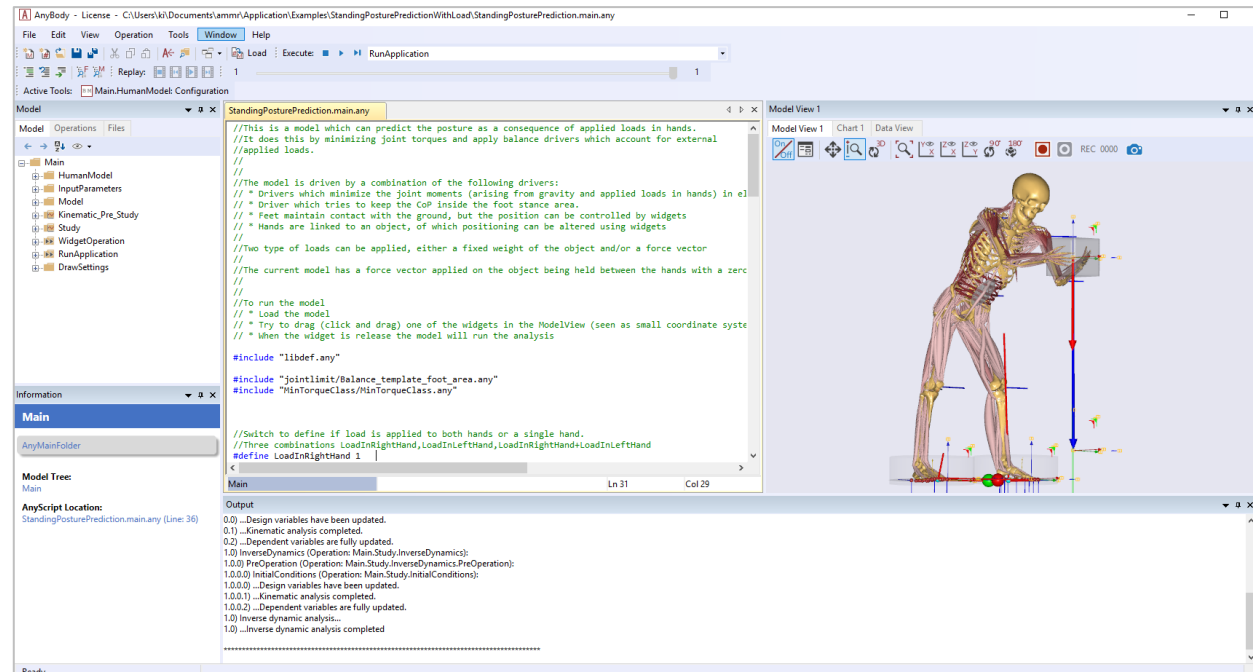 AnyBody - License - C:\Users\ki\Documents\ammr\Application\Examples\StandingPosturePredictionWithLoad\StandingPosturePrediction.main.any
File Edit View Operation Tools Window Help
Load Execute: RunApplication
Replay: 1 1
Active Tools: Main.HumanModel: Configuration
Model
Model Operations Files
Main
HumanModel
InputParameters
Model
Kinematic_Pre_Study
Study
WidgetOperation
RunApplication
DrawSettings
Information
Main
AnyMainFolder
Model Tree:
Main
AnyScript Location:
StandingPosturePrediction.main.any (Line: 36)
StandingPosturePrediction.main.any
//This is a model which can predict the posture as a consequence of applied loads in hands.
//It does this by minimizing joint torques and apply balance drivers which account for external
//applied loads.
//
//
//The model is driven by a combination of the following drivers:
// * Drivers which minimize the joint moments (arising from gravity and applied loads in hands) in el
// * Driver which tries to keep the CoP inside the foot stance area.
// * Feet maintain contact with the ground, but the position can be controlled by widgets
// * Hands are linked to an object, of which positioning can be altered using widgets
//
//Two type of loads can be applied, either a fixed weight of the object and/or a force vector
//
//The current model has a force vector applied on the object being held between the hands with a zerc
//
//
//To run the model
// * Load the model
// * Try to drag (click and drag) one of the widgets in the ModelView (seen as small coordinate syste
// * When the widget is release the model will run the analysis
#include "libdef.any"
#include "jointlimit/Balance_template_foot_area.any"
#include "MinTorqueClass/MinTorqueClass.any"
//Switch to define if load is applied to both hands or a single hand.
//Three combinations LoadInRightHand,LoadInLeftHand,LoadInRightHand+LoadInLeftHand
#define LoadInRightHand 1
Main Ln 31 Col 29
Model View 1
Model View 1 Chart 1 Data View
On/Off 3D 90° 180° REC 0000
Output
0.0) ...Design variables have been updated.
0.1) ...Kinematic analysis completed.
0.2) ...Dependent variables are fully updated.
1.0) InverseDynamics (Operation: Main.Study.InverseDynamics):
1.0.0) PreOperation (Operation: Main.Study.InverseDynamics.PreOperation):
1.0.0.0) InitialConditions (Operation: Main.Study.InitialConditions):
1.0.0.0) ...Design variables have been updated.
1.0.0.1) ...Kinematic analysis completed.
1.0.0.2) ...Dependent variables are fully updated.
1.0) Inverse dynamic analysis...
1.0) ...Inverse dynamic analysis completed
Ready